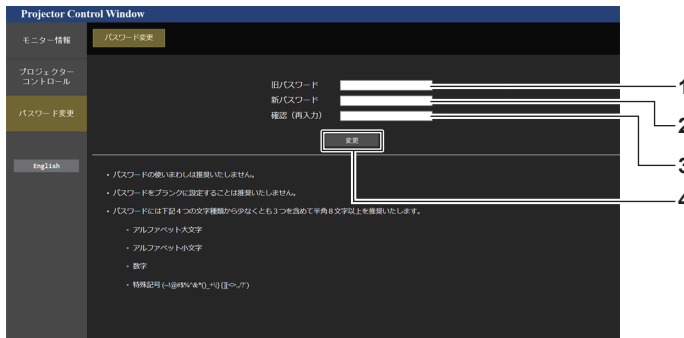 Projector Control Window
モニター情報
パスワード変更
プロジェクター
コントロール
パスワード変更
English
旧パスワード
新パスワード
確認（再入力）
変更
1
2
3
4
• パスワードの使いまわしは推奨いたしません。
• パスワードをブランクに設定することは推奨いたしません。
• パスワードには下記４つの文字種類から少なくとも３つを含めて半角８文字以上を推奨いたします。
• アルファベット大文字
• アルファベット小文字
• 数字
• 特殊記号